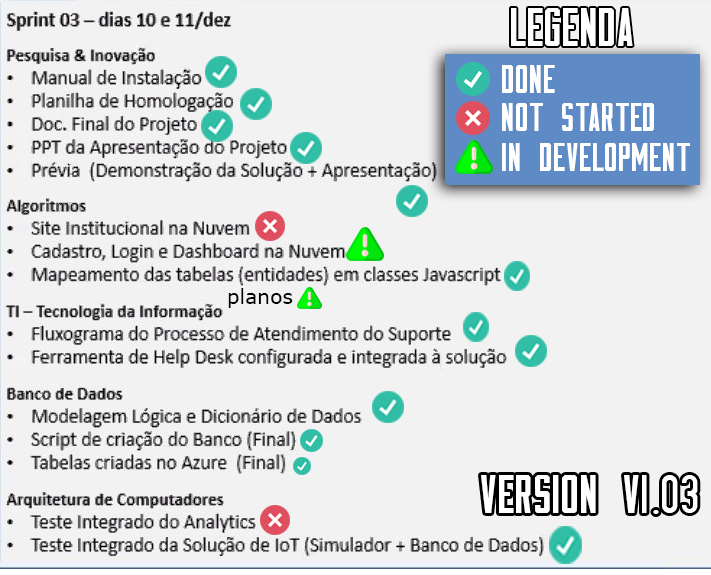 Sprint 03 – dias 10 e 11/dez
Pesquisa & Inovação
• Manual de Instalação
• Planilha de Homologação
• Doc. Final do Projeto
• PPT da Apresentação do Projeto
• Prévia (Demonstração da Solução + Apresentação)
Algoritmos
• Site Institucional na Nuvem
• Cadastro, Login e Dashboard na Nuvem
• Mapeamento das tabelas (entidades) em classes Javascript
planos
TI – Tecnologia da Informação
• Fluxograma do Processo de Atendimento do Suporte
• Ferramenta de Help Desk configurada e integrada à solução
Banco de Dados
• Modelagem Lógica e Dicionário de Dados
• Script de criação do Banco (Final)
• Tabelas criadas no Azure (Final)
Arquitetura de Computadores
• Teste Integrado do Analytics
• Teste Integrado da Solução de IoT (Simulador + Banco de Dados)
LEGENDA
DONE
NOT STARTED
IN DEVELOPMENT
VERSION V1.03